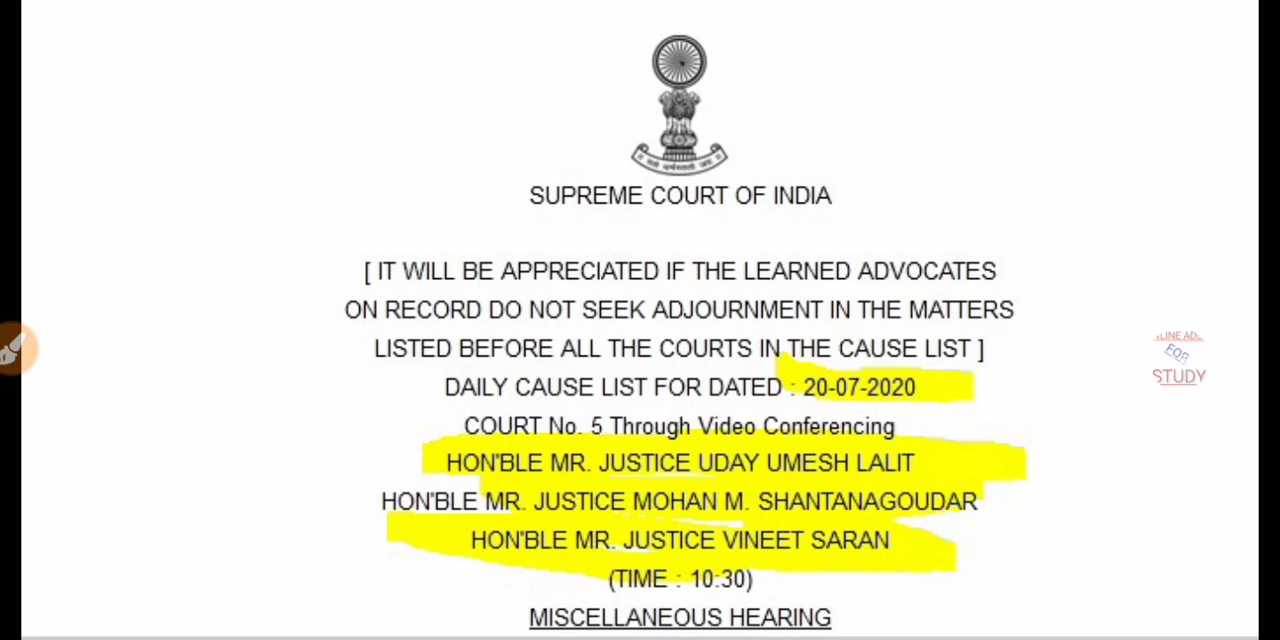 SUPREME COURT OF INDIA
[ IT WILL BE APPRECIATED IF THE LEARNED ADVOCATES
ON RECORD DO NOT SEEK ADJOURNMENT IN THE MATTERS
LISTED BEFORE ALL THE COURTS IN THE CAUSE LIST ]
DAILY CAUSE LIST FOR DATED : 20-07-2020
COURT No. 5 Through Video Conferencing
HON'BLE MR. JUSTICE UDAY UMESH LALIT
HON'BLE MR. JUSTICE MOHAN M. SHANTANAGOUDAR
HON'BLE MR. JUSTICE VINEET SARAN
(TIME : 10:30)
MISCELLANEOUS HEARING
FOR
STUDY